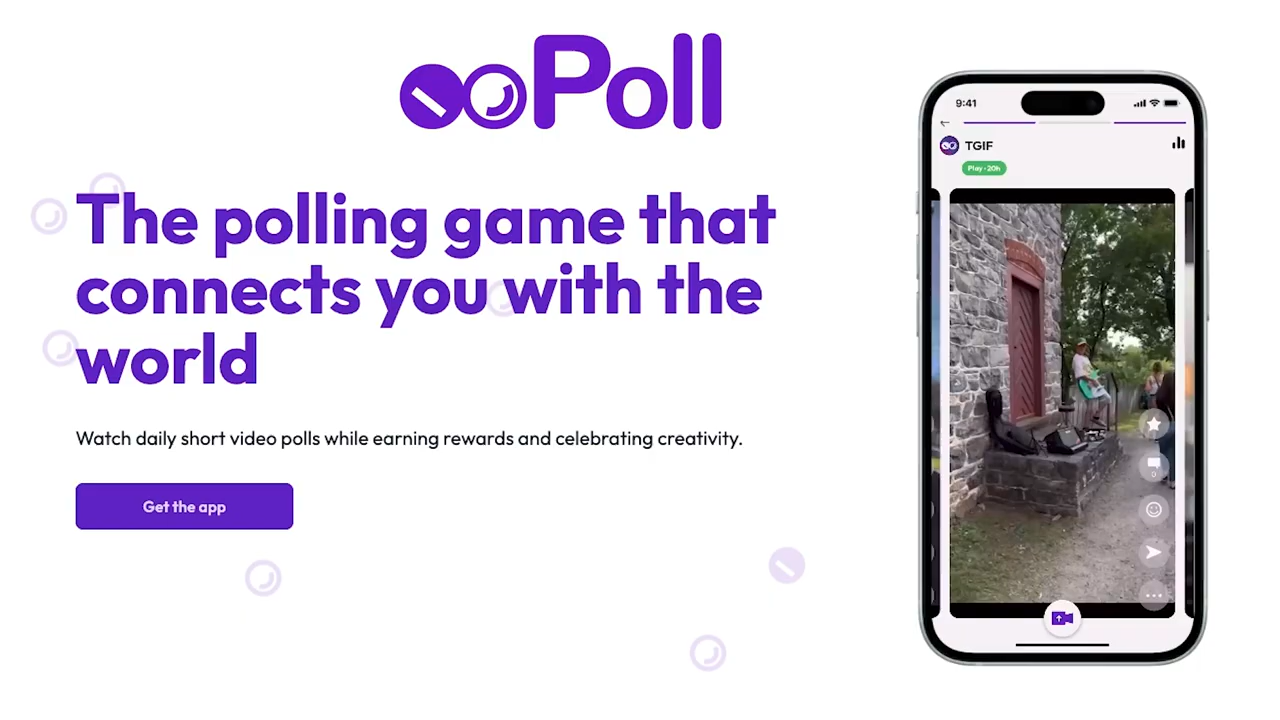 Poll
The polling game that
connects you with the
world
Watch daily short video polls while earning rewards and celebrating creativity.
Get the app
9:41
TGIF
Play · 20h
0